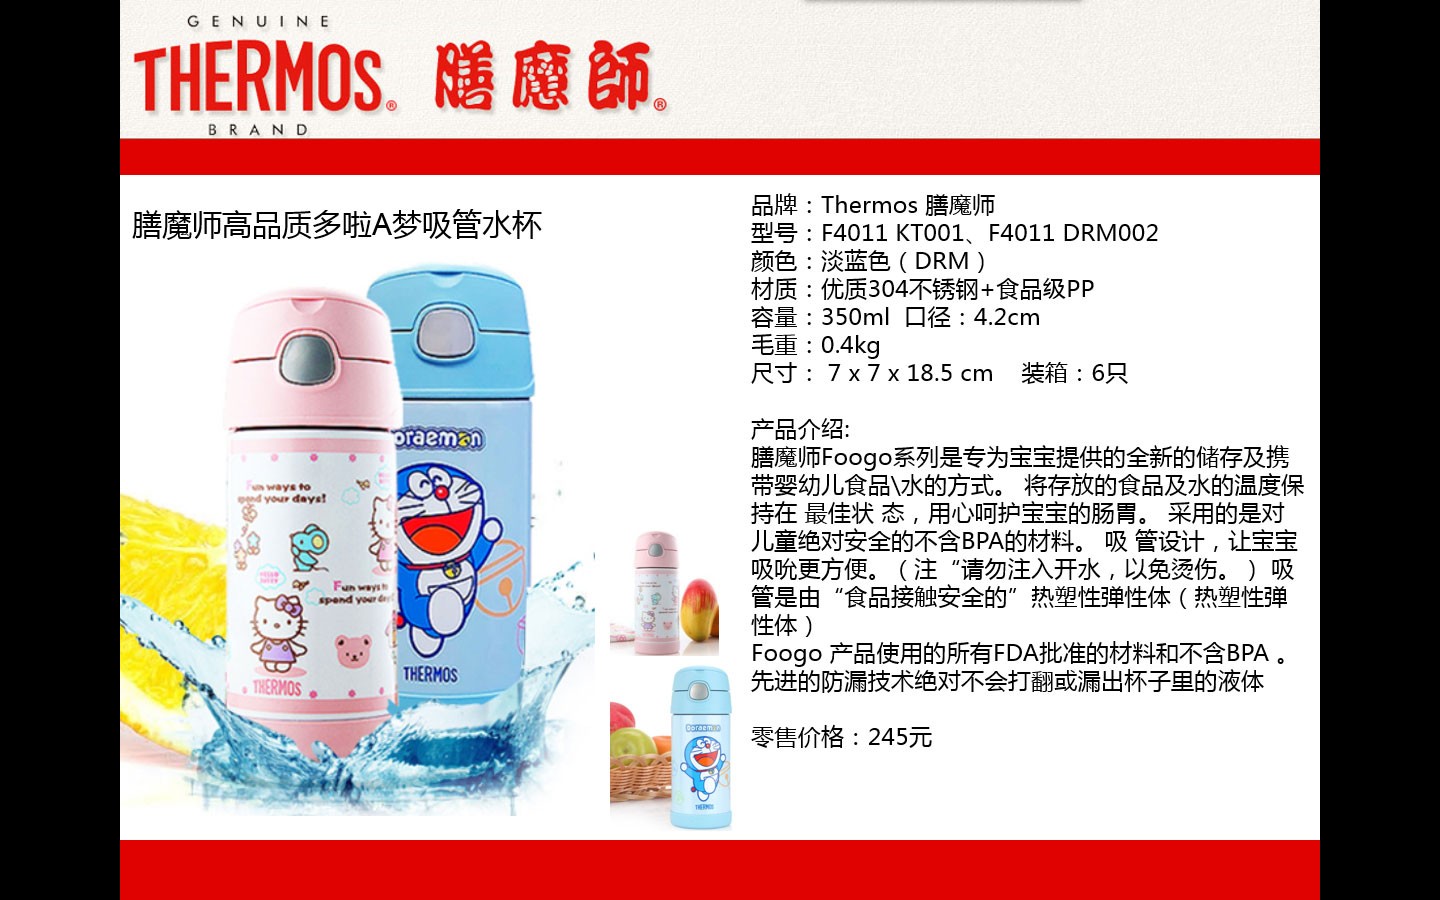 GENUINE
THERMOS® 膳魔師®
BRAND
膳魔师高品质多啦A梦吸管水杯
品牌：Thermos 膳魔师
型号：F4011 KT001、F4011 DRM002
颜色：淡蓝色（DRM）
材质：优质304不锈钢+食品级PP
容量：350ml 口径：4.2cm
毛重：0.4kg
尺寸： 7 x 7 x 18.5 cm 装箱：6只
产品介绍:
膳魔师Foogo系列是专为宝宝提供的全新的储存及携
带婴幼儿食品\水的方式。 将存放的食品及水的温度保
持在 最佳状 态，用心呵护宝宝的肠胃。 采用的是对
儿童绝对安全的不含BPA的材料。 吸 管设计，让宝宝
吸吮更方便。（注“请勿注入开水，以免烫伤。） 吸
管是由“食品接触安全的”热塑性弹性体（热塑性弹
性体）
Foogo 产品使用的所有FDA批准的材料和不含BPA 。
先进的防漏技术绝对不会打翻或漏出杯子里的液体
零售价格：245元
Doraemon
Fun ways to
spend your days!
Fun ways to
spend your day
THERMOS
THERMOS
Doraemon
THERMOS